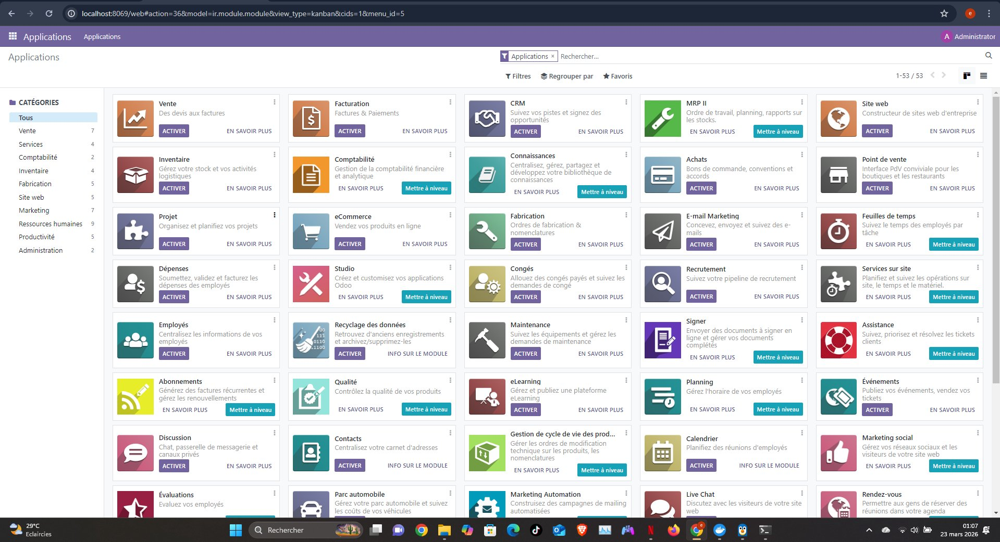 localhost:8069/web#action=36&model=ir.module.module&view_type=kanban&cids=1&menu_id=5
e
Applications
Applications
A
Administrator
Applications
Applications ×
Rechercher...
Filtres
Regrouper par
Favoris
1-53 / 53
CATÉGORIES
Tous
Vente 7
Services 4
Comptabilité 2
Inventaire 4
Fabrication 5
Site web 5
Marketing 7
Ressources humaines 9
Productivité 5
Administration 2
Vente
Des devis aux factures
ACTIVER EN SAVOIR PLUS
Facturation
Factures & Paiements
ACTIVER EN SAVOIR PLUS
CRM
Suivez vos pistes et signez des
opportunités
ACTIVER EN SAVOIR PLUS
MRP II
Ordre de travail, planning, rapports sur
les stocks.
EN SAVOIR PLUS Mettre à niveau
Site web
Constructeur de sites web d'entreprise
ACTIVER EN SAVOIR PLUS
Inventaire
Gérez votre stock et vos activités
logistiques
ACTIVER EN SAVOIR PLUS
Comptabilité
Gestion de la comptabilité financière
et analytique
EN SAVOIR PLUS Mettre à niveau
Connaissances
Centralisez, gérez, partagez et
développez votre bibliothèque de
connaissances
EN SAVOIR PLUS Mettre à niveau
Achats
Bons de commande, conventions et
accords
ACTIVER EN SAVOIR PLUS
Point de vente
Interface PdV conviviale pour les
boutiques et les restaurants
ACTIVER EN SAVOIR PLUS
Projet
Organisez et planifiez vos projets
ACTIVER EN SAVOIR PLUS
eCommerce
Vendez vos produits en ligne
ACTIVER EN SAVOIR PLUS
Fabrication
Ordres de fabrication &
nomenclatures
ACTIVER EN SAVOIR PLUS
E-mail Marketing
Concevez, envoyez et suivez des e-
mails
ACTIVER EN SAVOIR PLUS
Feuilles de temps
Suivez le temps des employés par
tâche
EN SAVOIR PLUS Mettre à niveau
Dépenses
Soumettez, validez et facturez les
dépenses des employés
ACTIVER EN SAVOIR PLUS
Studio
Créez et customisez vos applications
Odoo
EN SAVOIR PLUS Mettre à niveau
Congés
Allouez des congés payés et suivez les
demandes de congé
ACTIVER EN SAVOIR PLUS
Recrutement
Suivez votre pipeline de recrutement
ACTIVER EN SAVOIR PLUS
Services sur site
Planifiez et suivez les opérations sur
site, le temps et le matériel.
EN SAVOIR PLUS Mettre à niveau
Employés
Centralisez les informations de vos
employés
ACTIVER EN SAVOIR PLUS
Recyclage des données
Retrouvez d'anciens enregistrements
et archivez/supprimez-les
ACTIVER INFO SUR LE MODULE
Maintenance
Suivez les équipements et gérez les
demandes de maintenance
ACTIVER EN SAVOIR PLUS
Signer
Envoyer des documents à signer en
ligne et gérer vos documents
complétés
EN SAVOIR PLUS Mettre à niveau
Assistance
Suivez, priorisez et résolvez les tickets
clients
EN SAVOIR PLUS Mettre à niveau
Abonnements
Générez des factures récurrentes et
gérez les renouvellements
EN SAVOIR PLUS Mettre à niveau
Qualité
Contrôlez la qualité de vos produits
EN SAVOIR PLUS Mettre à niveau
eLearning
Gérez et publiez une plateforme
eLearning
ACTIVER EN SAVOIR PLUS
Planning
Gérez l'horaire de vos employés
EN SAVOIR PLUS Mettre à niveau
Événements
Publiez vos événements, vendez vos
tickets
ACTIVER EN SAVOIR PLUS
Discussion
Chat, passerelle de messagerie et
canaux privés
ACTIVER EN SAVOIR PLUS
Contacts
Centralisez votre carnet d'adresses
ACTIVER INFO SUR LE MODULE
Gestion de cycle de vie des prod...
Gérer les ordres de modification
technique sur les produits, les
nomenclatures
EN SAVOIR PLUS Mettre à niveau
Calendrier
Planifiez des réunions d'employés
ACTIVER INFO SUR LE MODULE
Marketing social
Gérez vos réseaux sociaux et les
visiteurs de votre site web
EN SAVOIR PLUS Mettre à niveau
Évaluations
Evaluez vos employés
Parc automobile
Gérez votre parc automobile et suivez
les coûts de vos véhicules
Marketing Automation
Construisez des campagnes de mailing
automatisées
Live Chat
Discutez avec les visiteurs de votre site
web
Rendez-vous
Permettre aux gens de réserver des
réunions dans votre agenda
29°C
Eclaircies
Rechercher
01:07
23 mars 2026